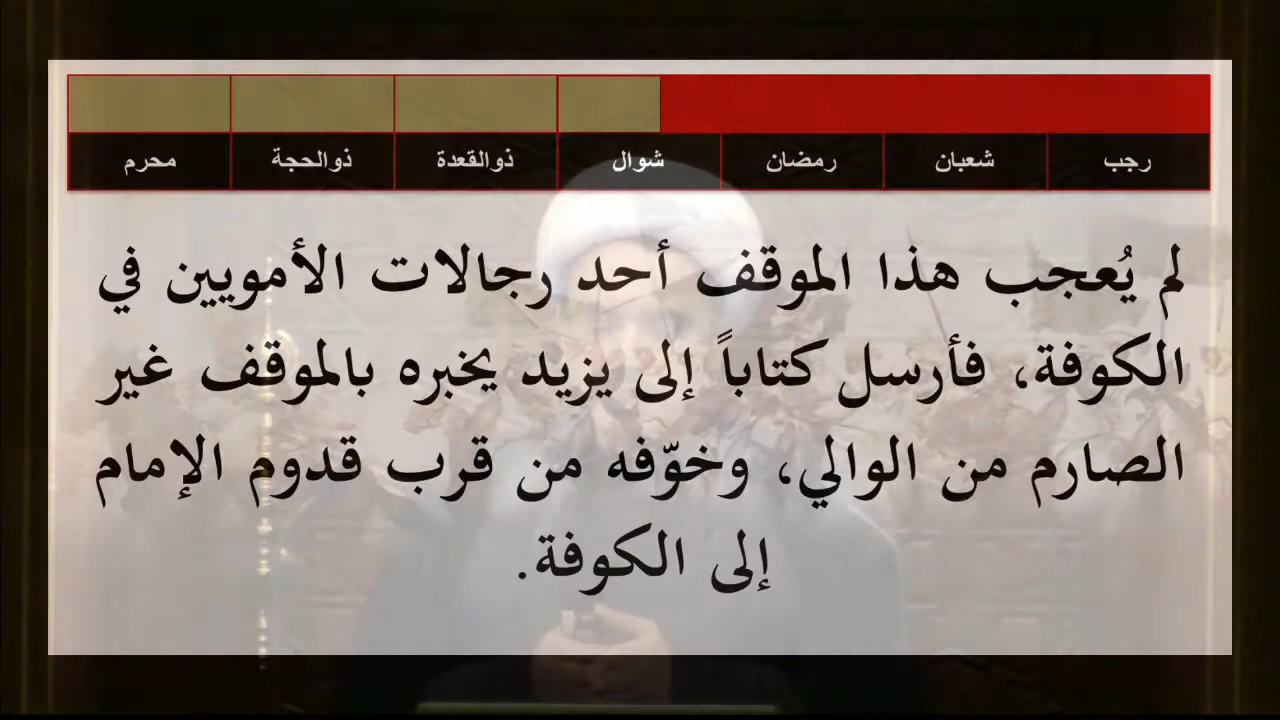 رجب شعبان رمضان شوال ذوالقعدة ذوالحجة محرم
لم يُعجب هذا الموقف أحد رجالات الأمويين في
الكوفة، فأرسل كتاباً إلى يزيد يخبره بالموقف غير
الصارم من الوالي، وخوّفه من قرب قدوم الإمام
إلى الكوفة.